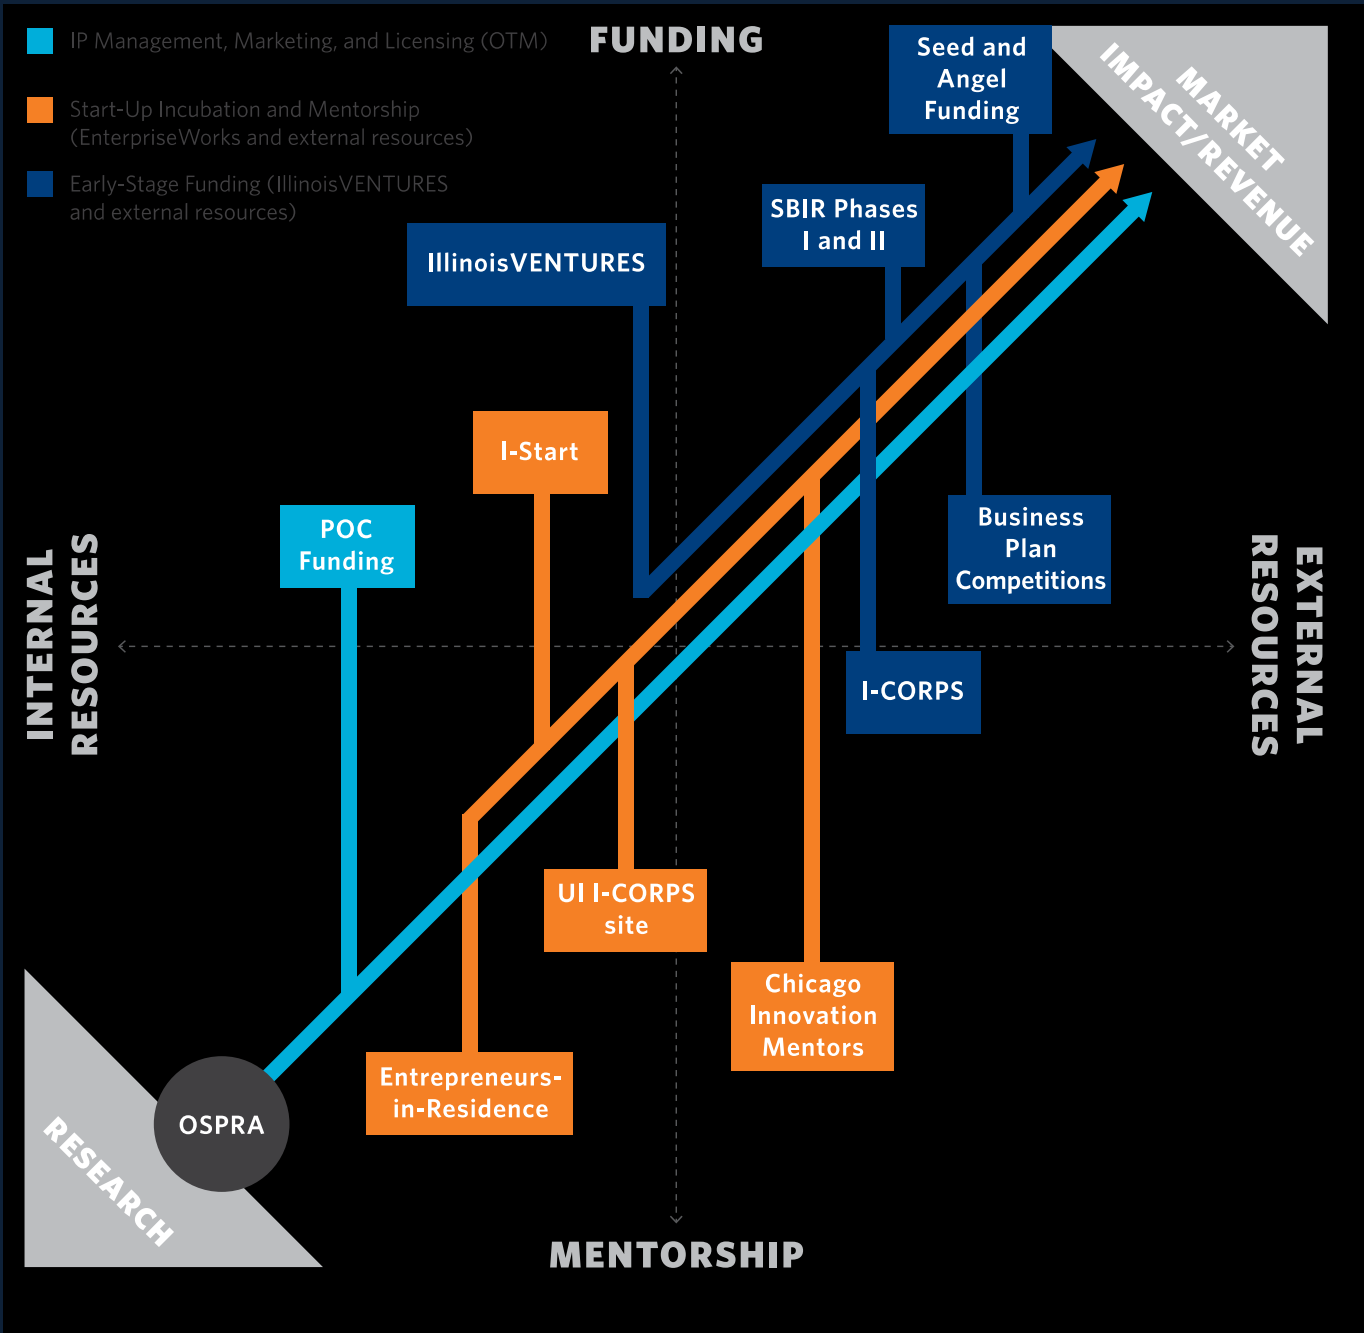 IP Management, Marketing, and Licensing (OTM)
Start-Up Incubation and Mentorship
(EnterpriseWorks and external resources)
Early-Stage Funding (IllinoisVENTURES
and external resources)
FUNDING
Seed and
Angel
Funding
MARKET
IMPACT/REVENUE
SBIR Phases
I and II
IllinoisVENTURES
I-Start
POC
Funding
Business
Plan
Competitions
INTERNAL
RESOURCES
EXTERNAL
RESOURCES
I-CORPS
UI I-CORPS
site
Chicago
Innovation
Mentors
Entrepreneurs-
in-Residence
OSPRA
RESEARCH
MENTORSHIP